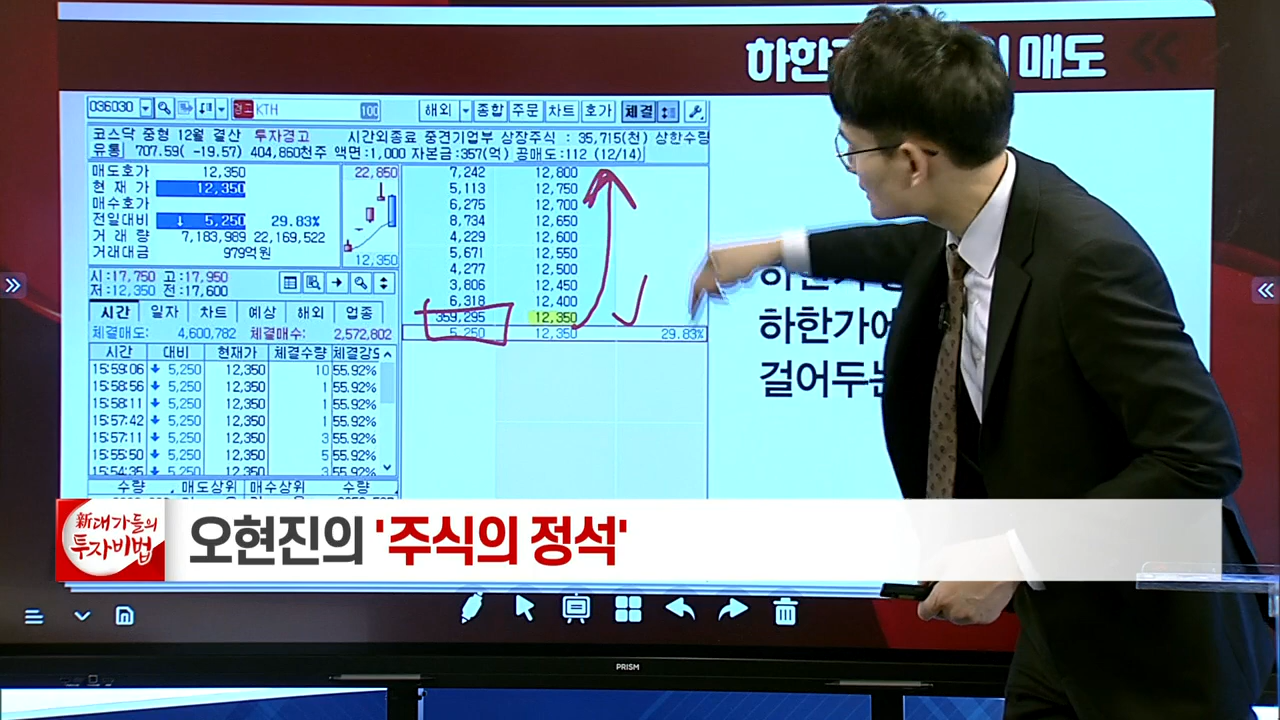 매도
036030 KTH 100 해외 종합 주문 차트 호가 체결
코스닥 중형 12월 결산 투자경고 시간외종료 중견기업부 상장주식 : 35,715(천) 상한수량
유통 707.59( -19.57) 404,860천주 액면:1,000 자본금:357(억) 공매도:112 (12/14)
매도호가 12,350
현 재 가 12,350
매수호가
전일대비 ↓ 5,250 29.83%
거 래 량 7,183,989 22,169,522
거래대금 979억원
22,850
12,350
시:17,750 고:17,950
저:12,350 전:17,600
시간 일자 차트 예상 해외 업종
체결매도: 4,600,782 체결매수: 2,572,802
시간 대비 현재가 체결수량 체결강도
15:59:06 5,250 12,350 10 55.92%
15:58:56 5,250 12,350 1 55.92%
15:58:11 5,250 12,350 1 55.92%
15:57:42 5,250 12,350 1 55.92%
15:57:11 5,250 12,350 3 55.92%
15:55:50 5,250 12,350 5 55.92%
15:54:35 5,250 12,350 3 55.92%
수량 매도상위 매수상위 수량
7,242 12,800
5,113 12,750
6,275 12,700
8,734 12,650
4,229 12,600
5,671 12,550
4,277 12,500
3,806 12,450
6,318 12,400
359,295 12,350
5,250 12,350 29.83%
하한가에
걸어두는
新대가들의
투자비법
오현진의 '주식의 정석'
PRISM